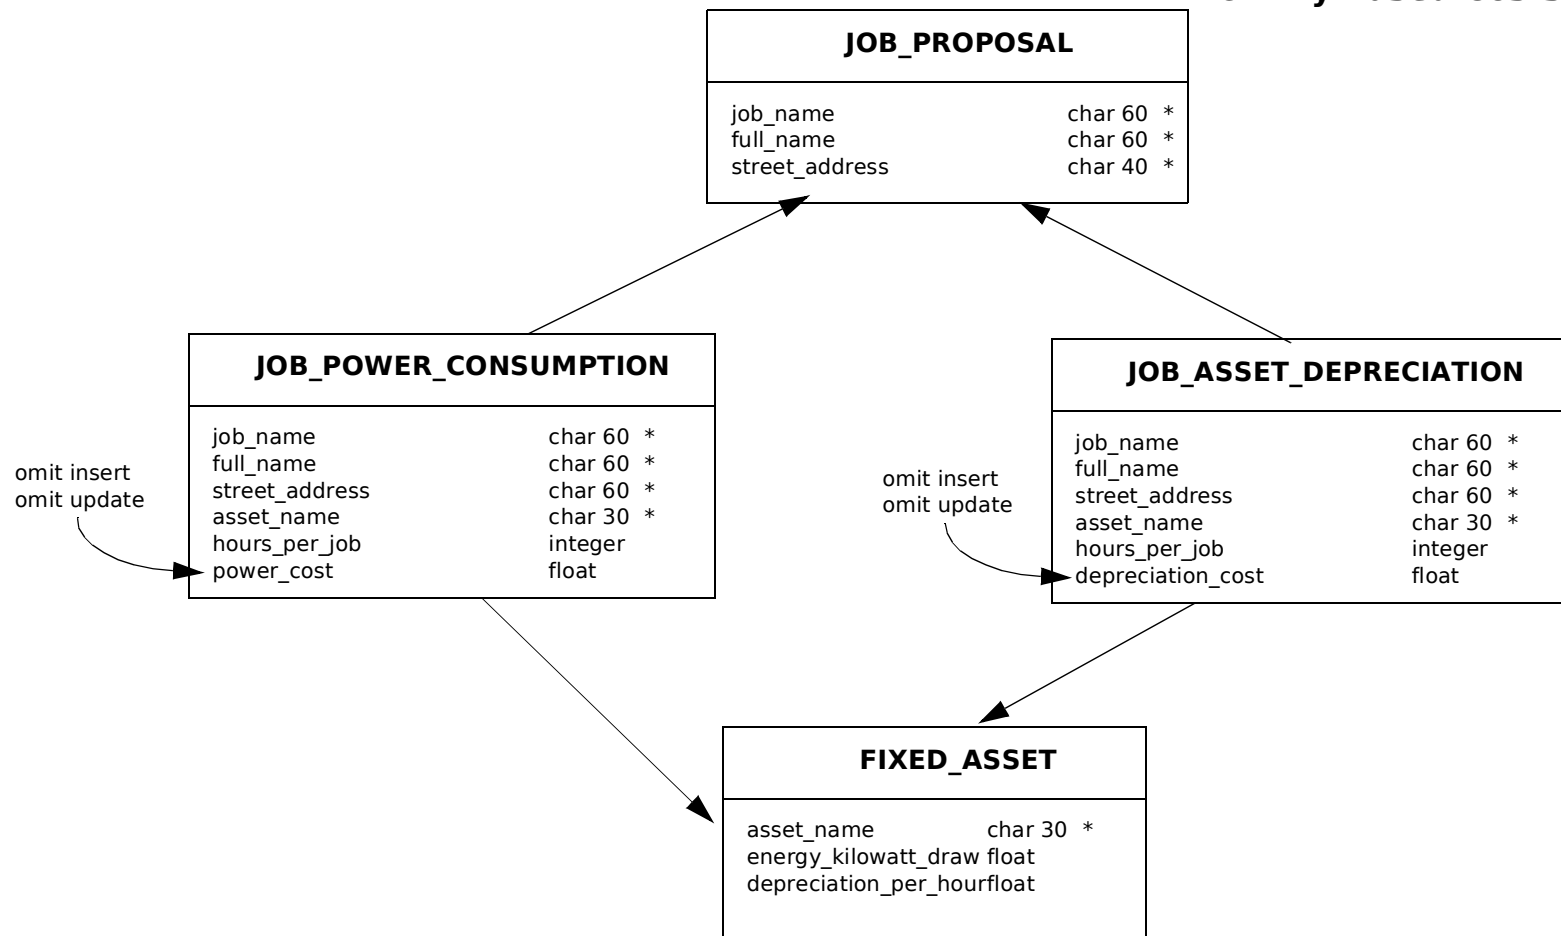 JOB_PROPOSAL
job_name char 60 *
full_name char 60 *
street_address char 40 *
JOB_POWER_CONSUMPTION
job_name char 60 *
full_name char 60 *
street_address char 60 *
asset_name char 30 *
hours_per_job integer
power_cost float
omit insert
omit update
JOB_ASSET_DEPRECIATION
job_name char 60 *
full_name char 60 *
street_address char 60 *
asset_name char 30 *
hours_per_job integer
depreciation_cost float
omit insert
omit update
FIXED_ASSET
asset_name char 30 *
energy_kilowatt_draw float
depreciation_per_hourfloat